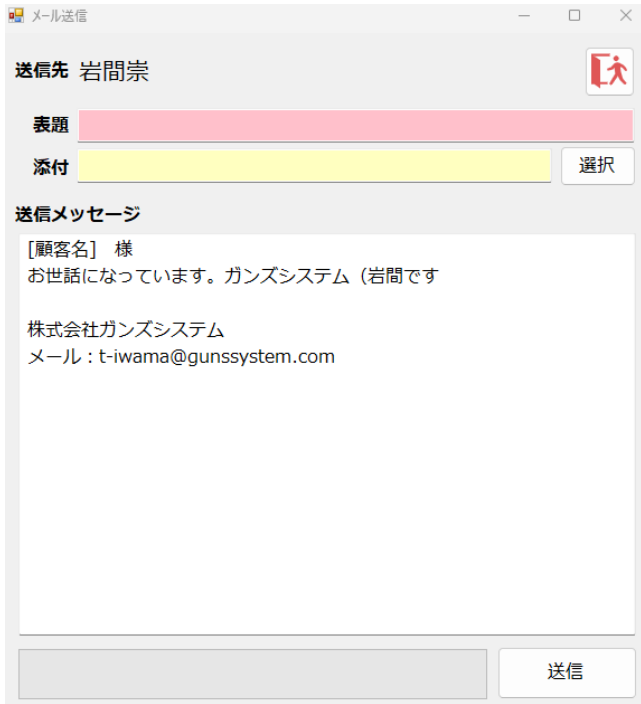 メール送信
送信先 岩間崇
表題
添付 選択
送信メッセージ
[顧客名]　様
お世話になっています。ガンズシステム（岩間です
株式会社ガンズシステム
メール：t-iwama@gunssystem.com
送信